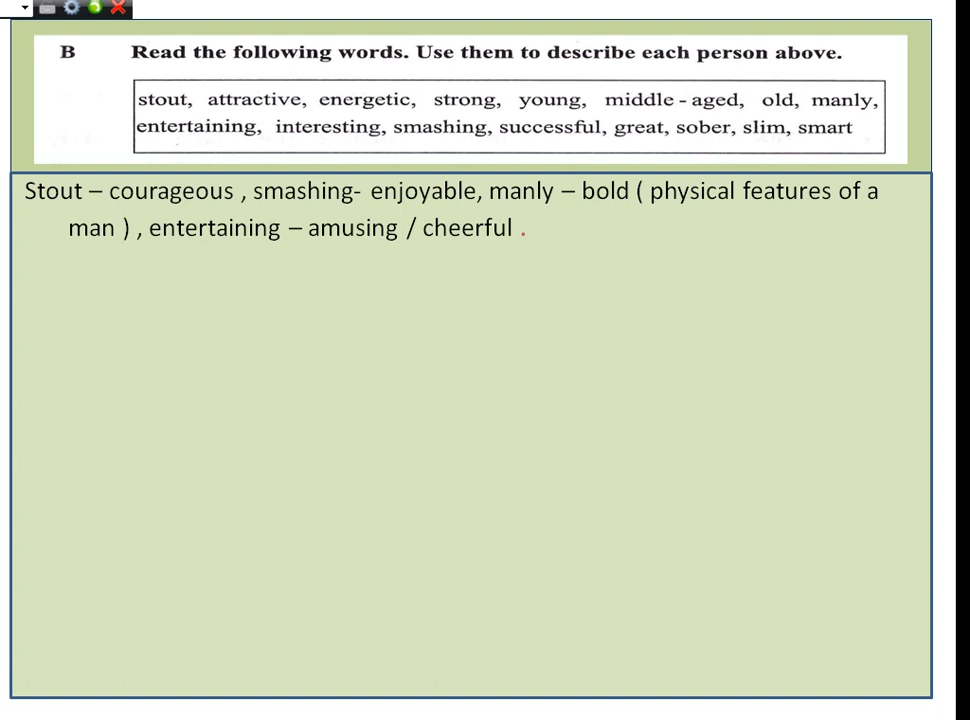 B Read the following words. Use them to describe each person above.
stout, attractive, energetic, strong, young, middle - aged, old, manly,
entertaining, interesting, smashing, successful, great, sober, slim, smart
Stout – courageous , smashing- enjoyable, manly – bold ( physical features of a
man ) , entertaining – amusing / cheerful .